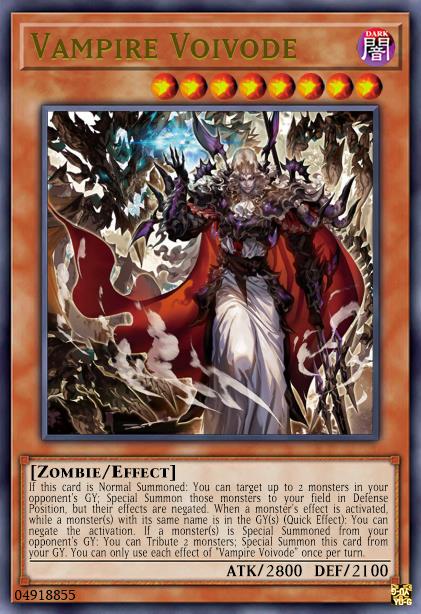 VAMPIRE VOIVODE
DARK
闇
[ZOMBIE/EFFECT]
If this card is Normal Summoned: You can target up to 2 monsters in your
opponent's GY; Special Summon those monsters to your field in Defense
Position, but their effects are negated. When a monster's effect is activated,
while a monster(s) with its same name is in the GY(s) (Quick Effect): You can
negate the activation. If a monster(s) is Special Summoned from your
opponent's GY: You can Tribute 2 monsters; Special Summon this card from
your GY. You can only use each effect of "Vampire Voivode" once per turn.
ATK/2800 DEF/2100
04918855